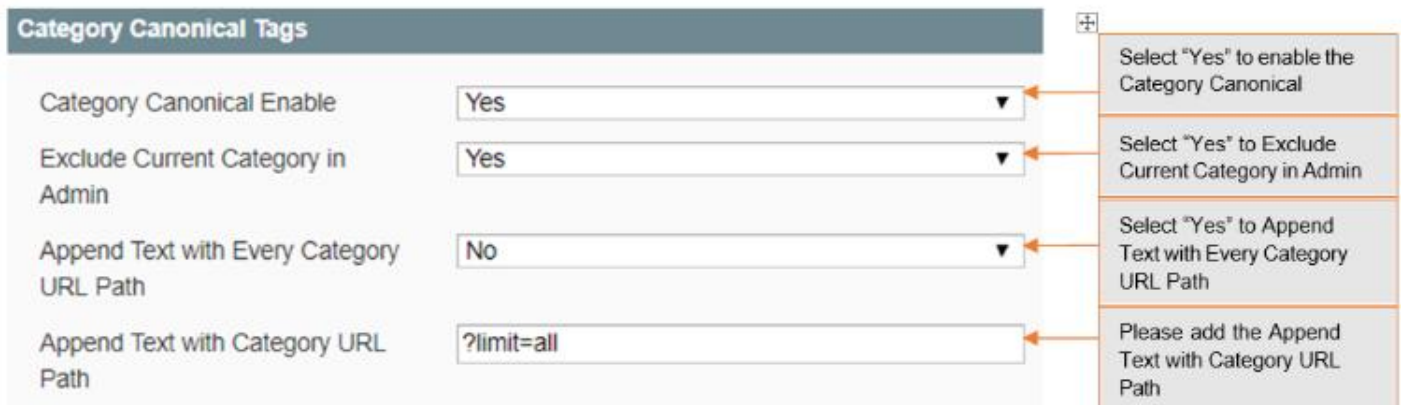 Category Canonical Tags
Category Canonical Enable
Yes
Select “Yes” to enable the
Category Canonical
Exclude Current Category in
Admin
Yes
Select “Yes” to Exclude
Current Category in Admin
Append Text with Every Category
URL Path
No
Select “Yes” to Append
Text with Every Category
URL Path
Append Text with Category URL
Path
?limit=all
Please add the Append
Text with Category URL
Path